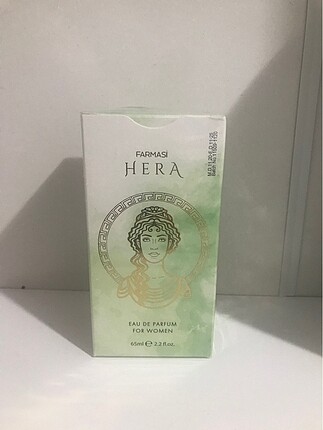 FARMASİ
HERA
EAU DE PARFUM
FOR WOMEN
65ml ℮ 2.2 fl.oz.